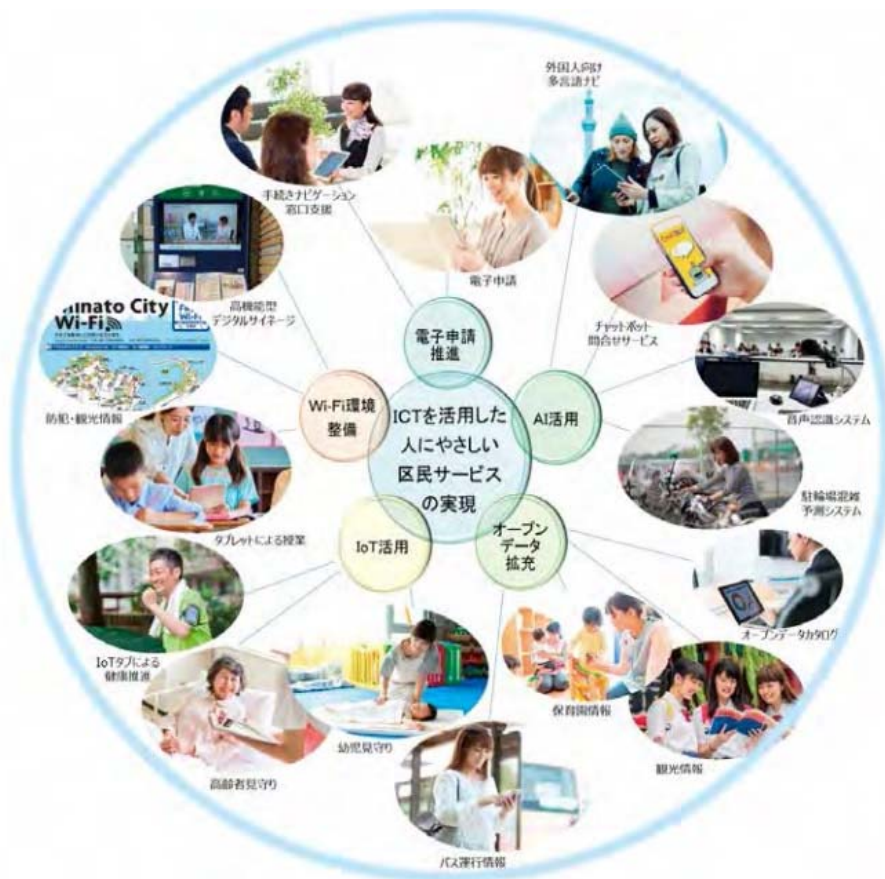 外国人向け
多言語ナビ
手続きナビゲーション
窓口支援
電子申請
高機能型
デジタルサイネージ
チャットボット
問合せサービス
Minato City
Wi-Fi
防犯・観光情報
電子申請
推進
Wi-Fi環境
整備
AI活用
ICTを活用した
人にやさしい
区民サービス
の実現
音声認識システム
駐輪場混雑
予測システム
タブレットによる授業
IoT活用
オープン
データ
拡充
オープンデータカタログ
IoTタブによる
健康推進
保育園情報
幼児見守り
観光情報
高齢者見守り
バス運行情報